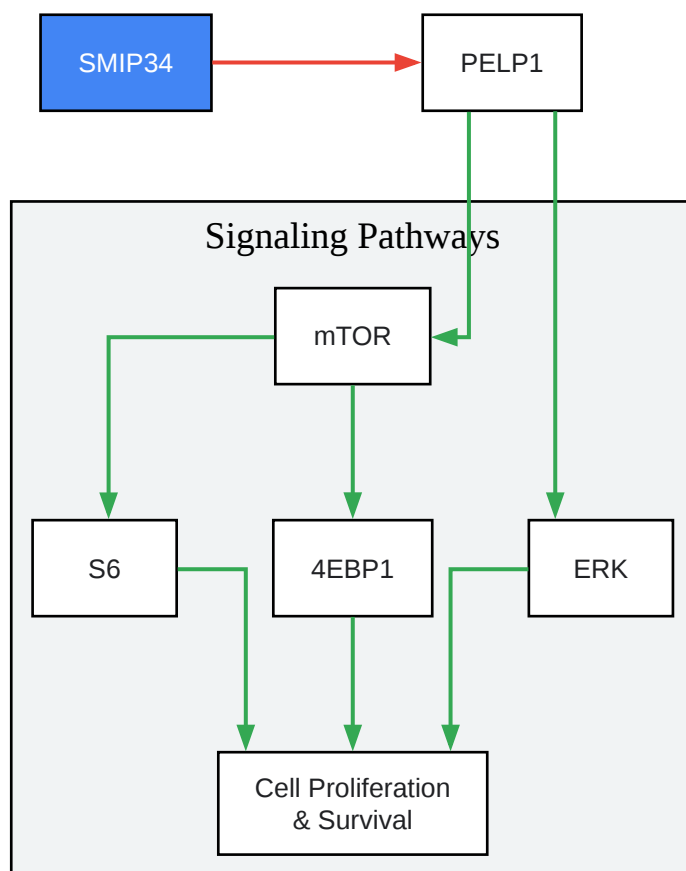 SMIP34
PELP1
Signaling Pathways
mTOR
S6
4EBP1
ERK
Cell Proliferation
& Survival